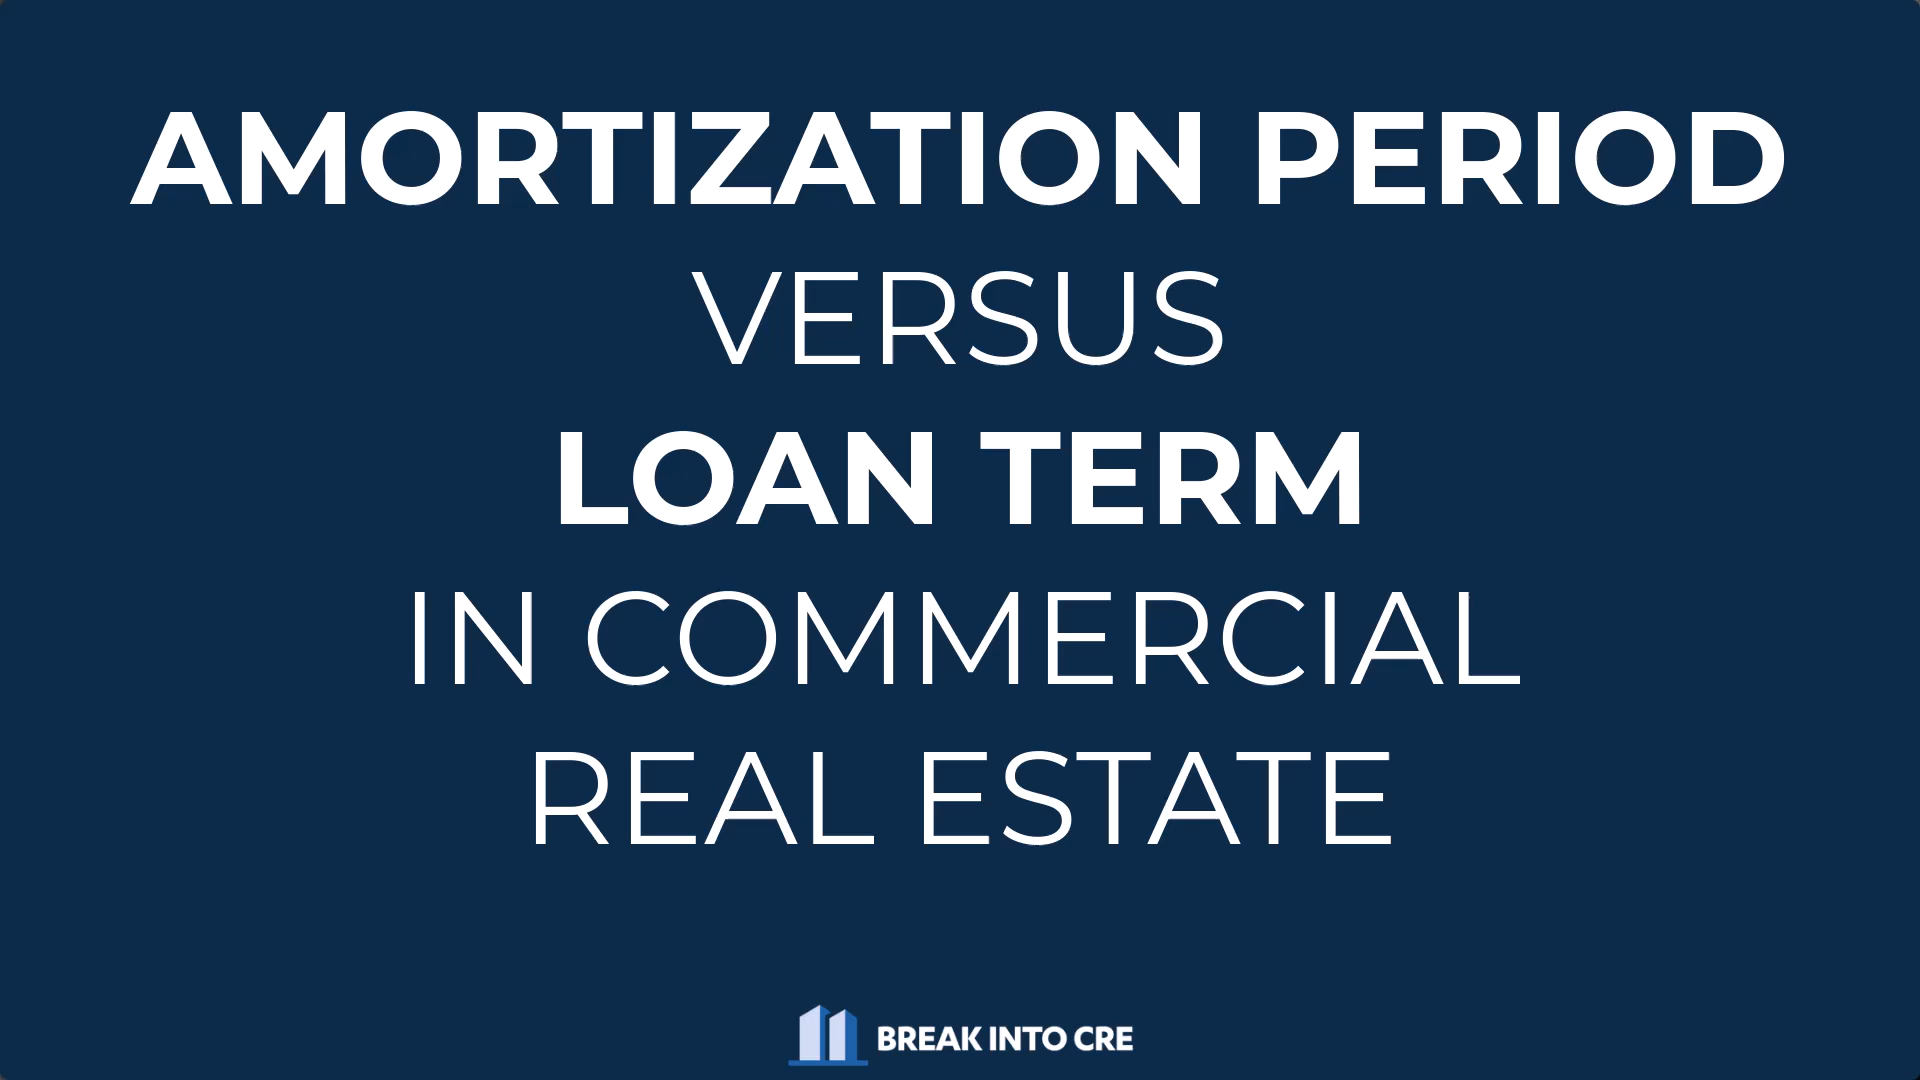 AMORTIZATION PERIOD
VERSUS
LOAN TERM
IN COMMERCIAL
REAL ESTATE
BREAK INTO CRE